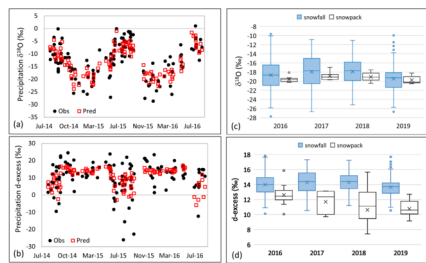 Precipitation δ¹⁸O (‰)
5
0
-5
-10
-15
-20
-25
-30
-35
(a)
Obs Pred
Jul-14 Oct-14 Mar-15 Jul-15 Nov-15 Mar-16 Jul-16
Precipitation d-excess (‰)
30
20
10
0
-10
-20
-30
(b)
Obs Pred
Jul-14 Oct-14 Mar-15 Jul-15 Nov-15 Mar-16 Jul-16
snowfall snowpack
δ¹⁸O (‰)
-8
-10
-12
-14
-16
-18
-20
-22
-24
-26
-28
(c)
2016 2017 2018 2019
snowfall snowpack
d-excess (‰)
18
16
14
12
10
8
6
(d)
2016 2017 2018 2019